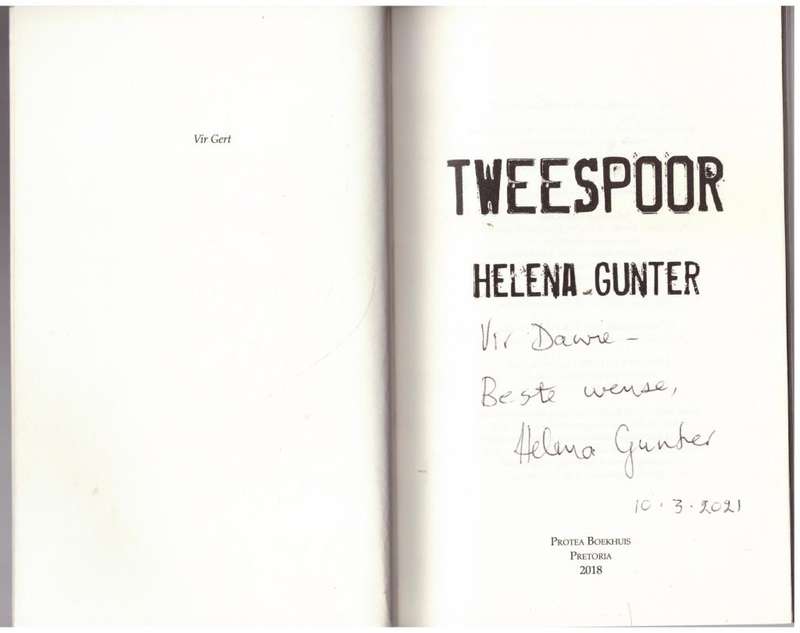 Vir Gert
TWEESPOOR
HELENA GUNTER
Vir Dawie -
Beste wense,
Helena Gunter
10.3.2021
PROTEA BOEKHUIS
PRETORIA
2018